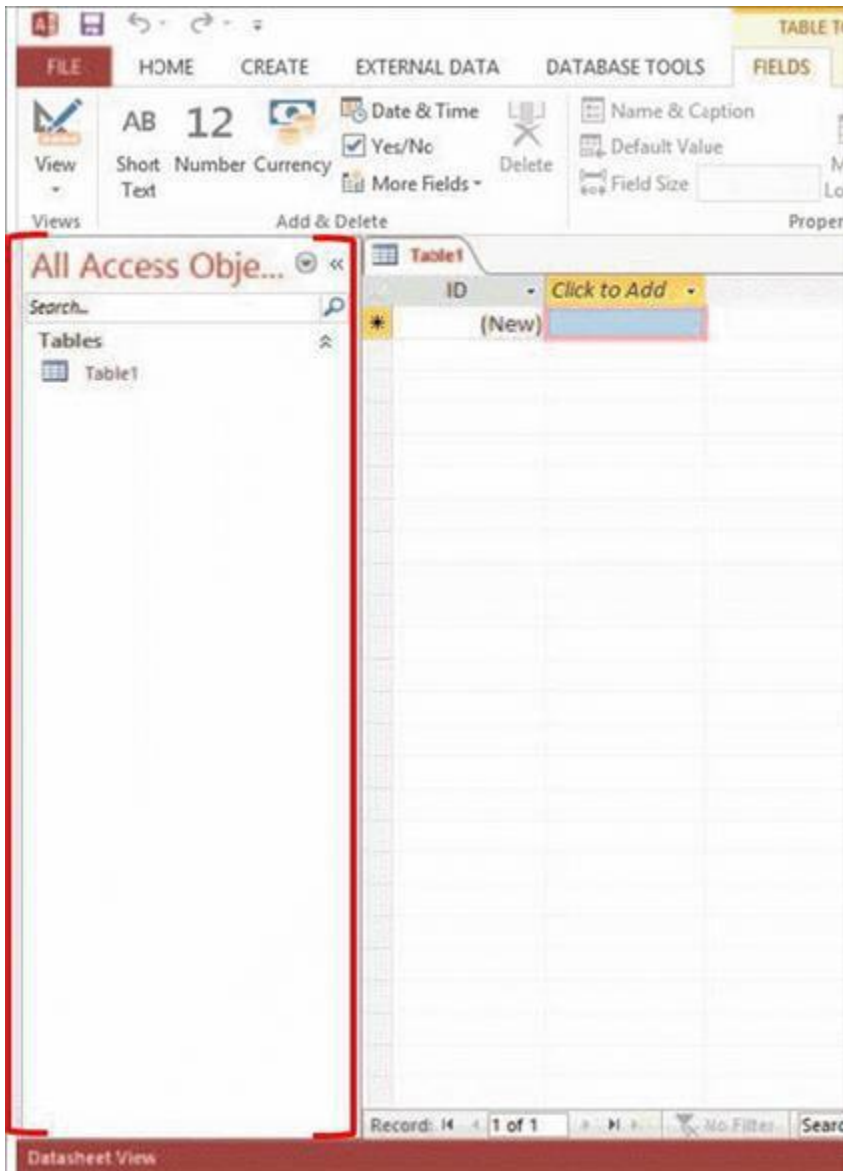 TABLE TO
FILE HOME CREATE EXTERNAL DATA DATABASE TOOLS FIELDS
AB 12 Date & Time Name & Caption
Yes/No Default Value
View Short Text Number Currency More Fields Delete Field Size M
Lo
Views Add & Delete Proper
All Access Obje... « Table1
ID Click to Add
Search...
(New)
Tables
Table1
Record: 1 of 1 No Filter Searc
Datasheet View